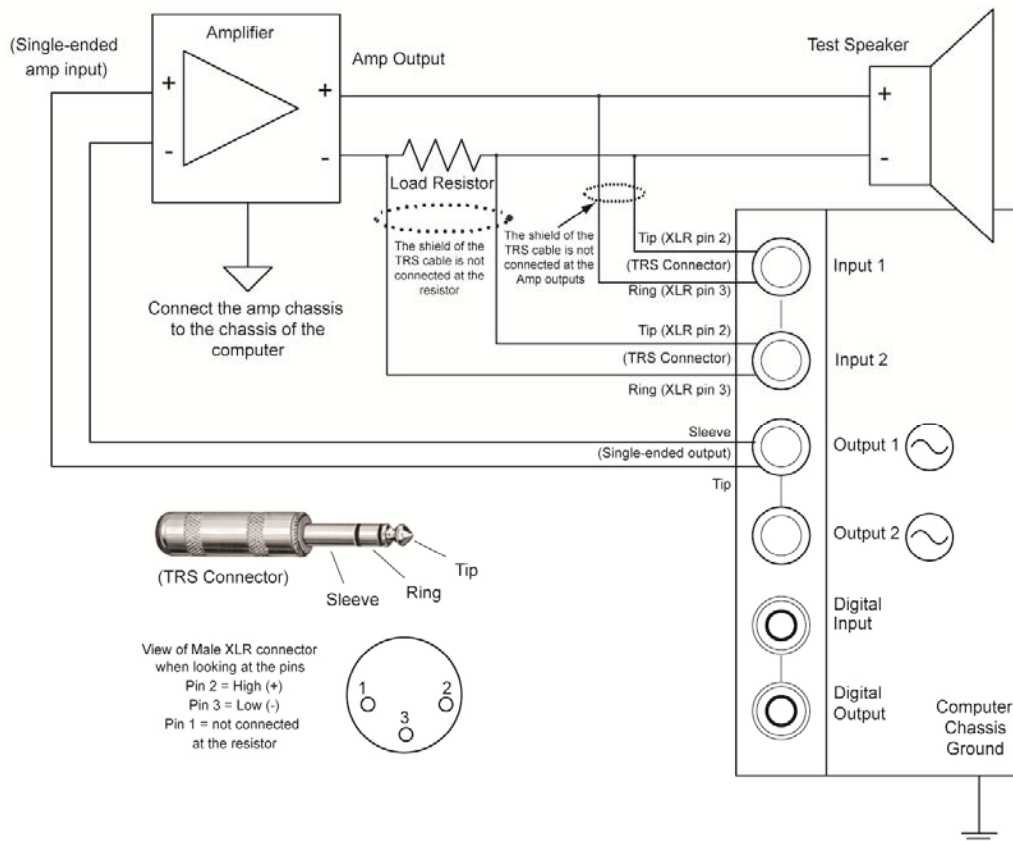 Amplifier
(Single-ended
amp input)
Amp Output
Test Speaker
+
-
+
-
+
-
Load Resistor
The shield of the
TRS cable is not
connected at the
resistor
The shield of the
TRS cable is not
connected at the
Amp outputs
Connect the amp chassis
to the chassis of the
computer
Tip (XLR pin 2)
(TRS Connector)
Ring (XLR pin 3)
Input 1
Tip (XLR pin 2)
(TRS Connector)
Ring (XLR pin 3)
Input 2
Sleeve
(Single-ended output)
Tip
Output 1
Output 2
Digital
Input
Digital
Output
Computer
Chassis
Ground
(TRS Connector)
Sleeve
Ring
Tip
View of Male XLR connector
when looking at the pins
Pin 2 = High (+)
Pin 3 = Low (-)
Pin 1 = not connected
at the resistor
1
2
3